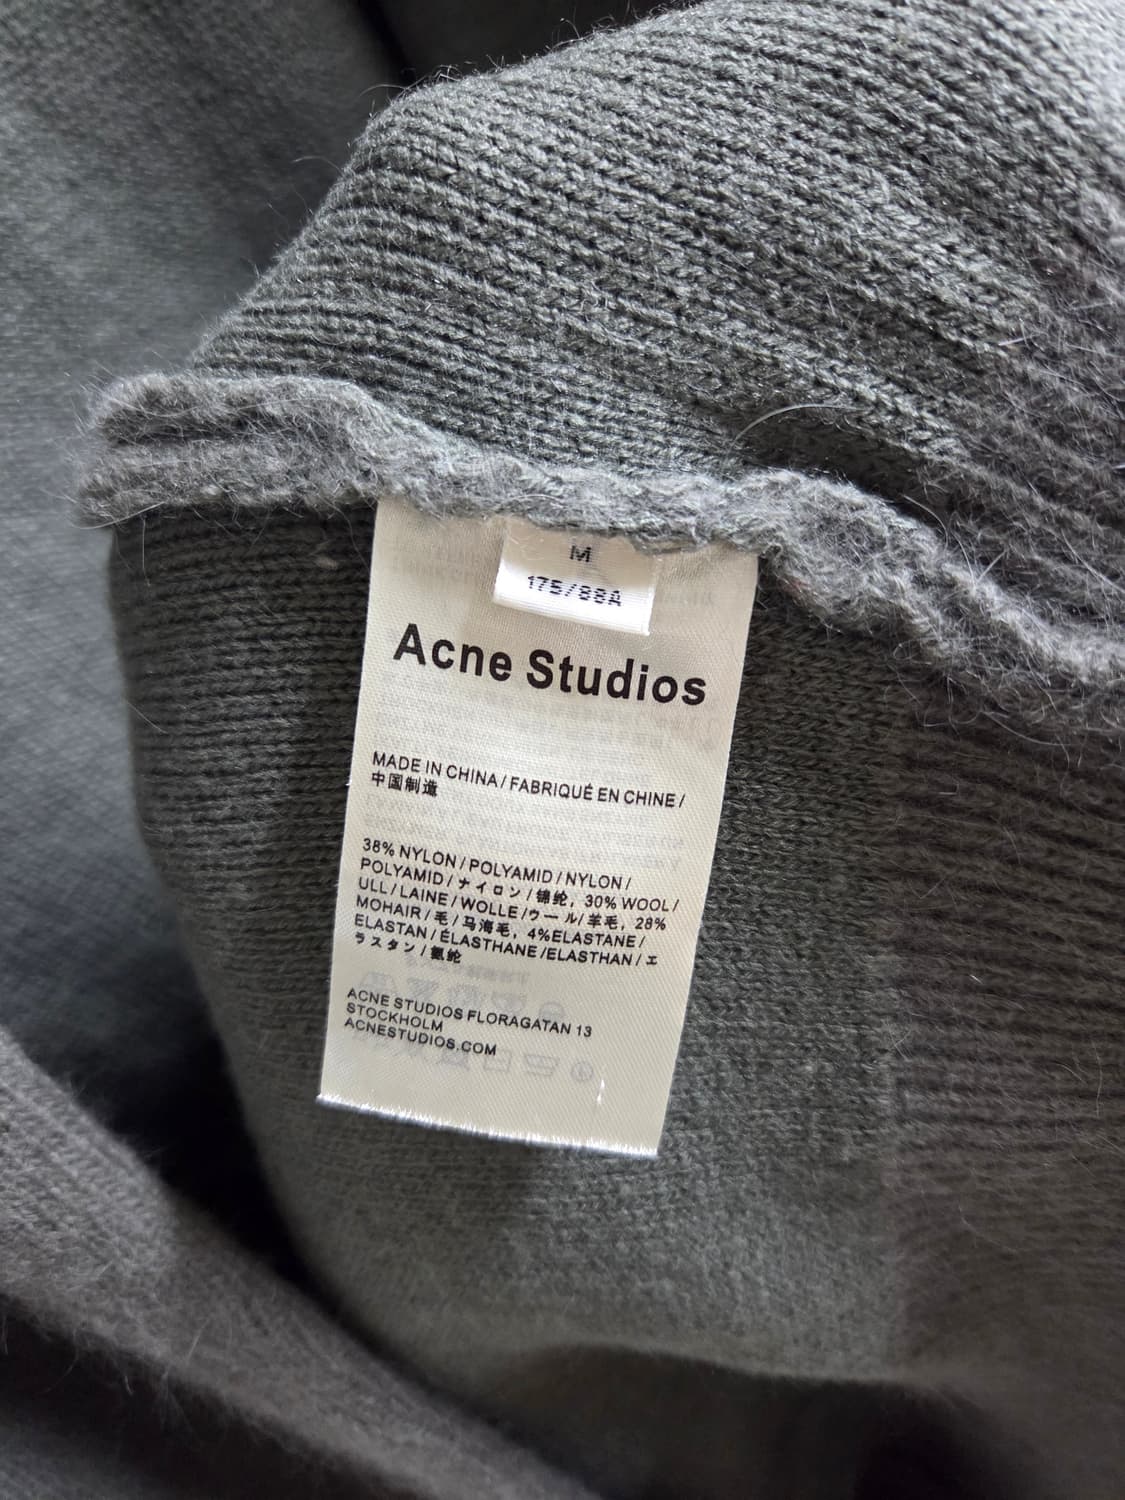 M
175/88A
Acne Studios
MADE IN CHINA / FABRIQUÉ EN CHINE /
中国制造
38% NYLON / POLYAMID / NYLON /
POLYAMID / ナイロン / 锦纶, 30% WOOL /
ULL / LAINE / WOLLE / ウール / 羊毛, 28%
MOHAIR / 毛 / 马海毛, 4%ELASTANE /
ELASTAN / ÉLASTHANE /ELASTHAN / エ
ラスタン / 氨纶
ACNE STUDIOS FLORAGATAN 13
STOCKHOLM
ACNESTUDIOS.COM